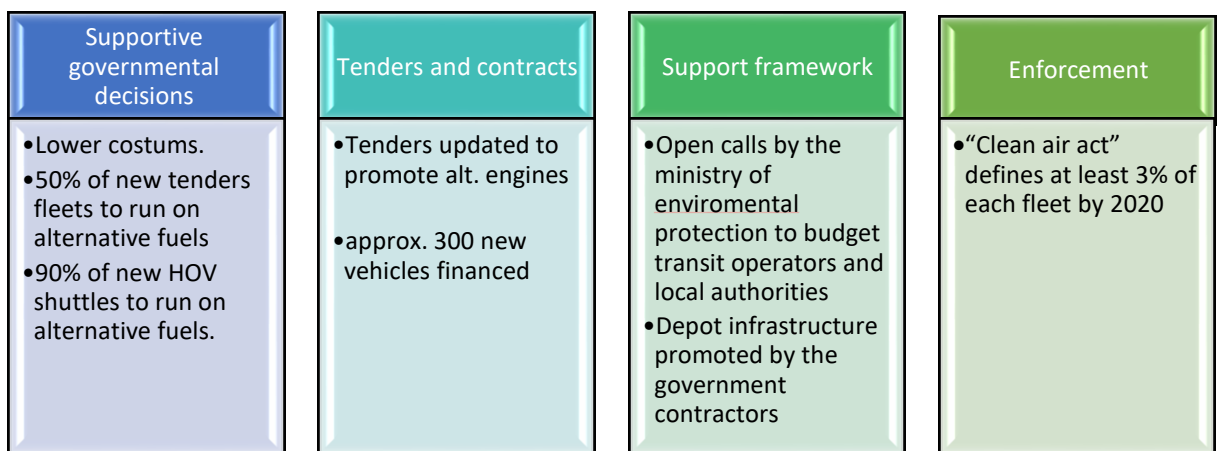 Supportive
governmental
decisions
•Lower costums.
•50% of new tenders
fleets to run on
alternative fuels
•90% of new HOV
shuttles to run on
alternative fuels.
Tenders and contracts
•Tenders updated to
promote alt. engines
•approx. 300 new
vehicles financed
Support framework
•Open calls by the
ministry of
enviromental
protection to budget
transit operators and
local authorities
•Depot infrastructure
promoted by the
government
contractors
Enforcement
•“Clean air act”
defines at least 3% of
each fleet by 2020